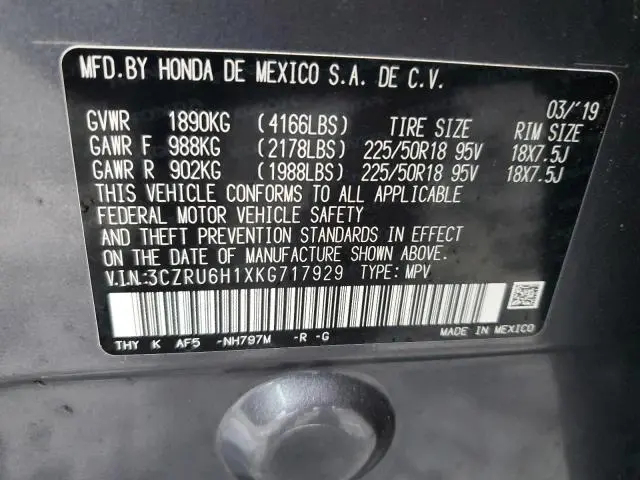 MFD.BY HONDA DE MEXICO S.A. DE C.V.
03/'19
GVWR 1890KG (4166LBS) TIRE SIZE RIM SIZE
GAWR F 988KG (2178LBS) 225/50R18 95V 18X7.5J
GAWR R 902KG (1988LBS) 225/50R18 95V 18X7.5J
THIS VEHICLE CONFORMS TO ALL APPLICABLE
FEDERAL MOTOR VEHICLE SAFETY
AND THEFT PREVENTION STANDARDS IN EFFECT
ON THE DATE OF MANUFACTURE SHOWN ABOVE.
V.I.N:3CZRU6H1XKG717929 TYPE: MPV
THY K AF5 -NH797M -R -G
MADE IN MEXICO